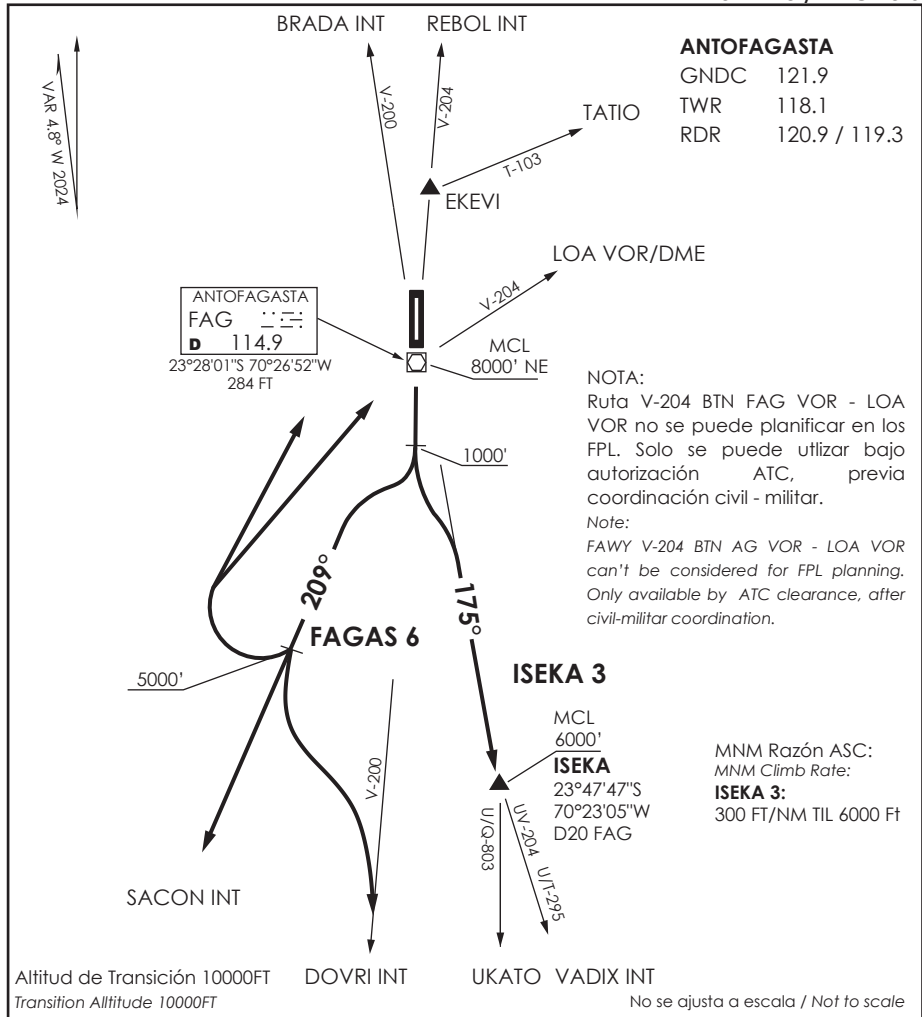 BRADA INT
REBOL INT
ANTOFAGASTA
GNDC 121.9
TWR 118.1
RDR 120.9 / 119.3
VAR 4.8° W 2024
V-200
V-204
TATIO
T-103
EKEVI
LOA VOR/DME
V-204
ANTOFAGASTA
FAG
D 114.9
23°28'01"S 70°26'52"W
284 FT
MCL
8000' NE
1000'
NOTA:
Ruta V-204 BTN FAG VOR - LOA
VOR no se puede planificar en los
FPL. Solo se puede utlizar bajo
autorización ATC, previa
coordinación civil - militar.
Note:
FAWY V-204 BTN AG VOR - LOA VOR
can't be considered for FPL planning.
Only available by ATC clearance, after
civil-military coordination.
209°
175°
FAGAS 6
5000'
ISEKA 3
V-200
MCL
6000'
ISEKA
23°47'47"S
70°23'05"W
D20 FAG
MNM Razón ASC:
MNM Climb Rate:
ISEKA 3:
300 FT/NM TIL 6000 Ft
U/Q-803
UV-204 U/T-295
SACON INT
DOVRI INT
UKATO
VADIX INT
Altitud de Transición 10000FT
Transition Alltitude 10000FT
No se ajusta a escala / Not to scale